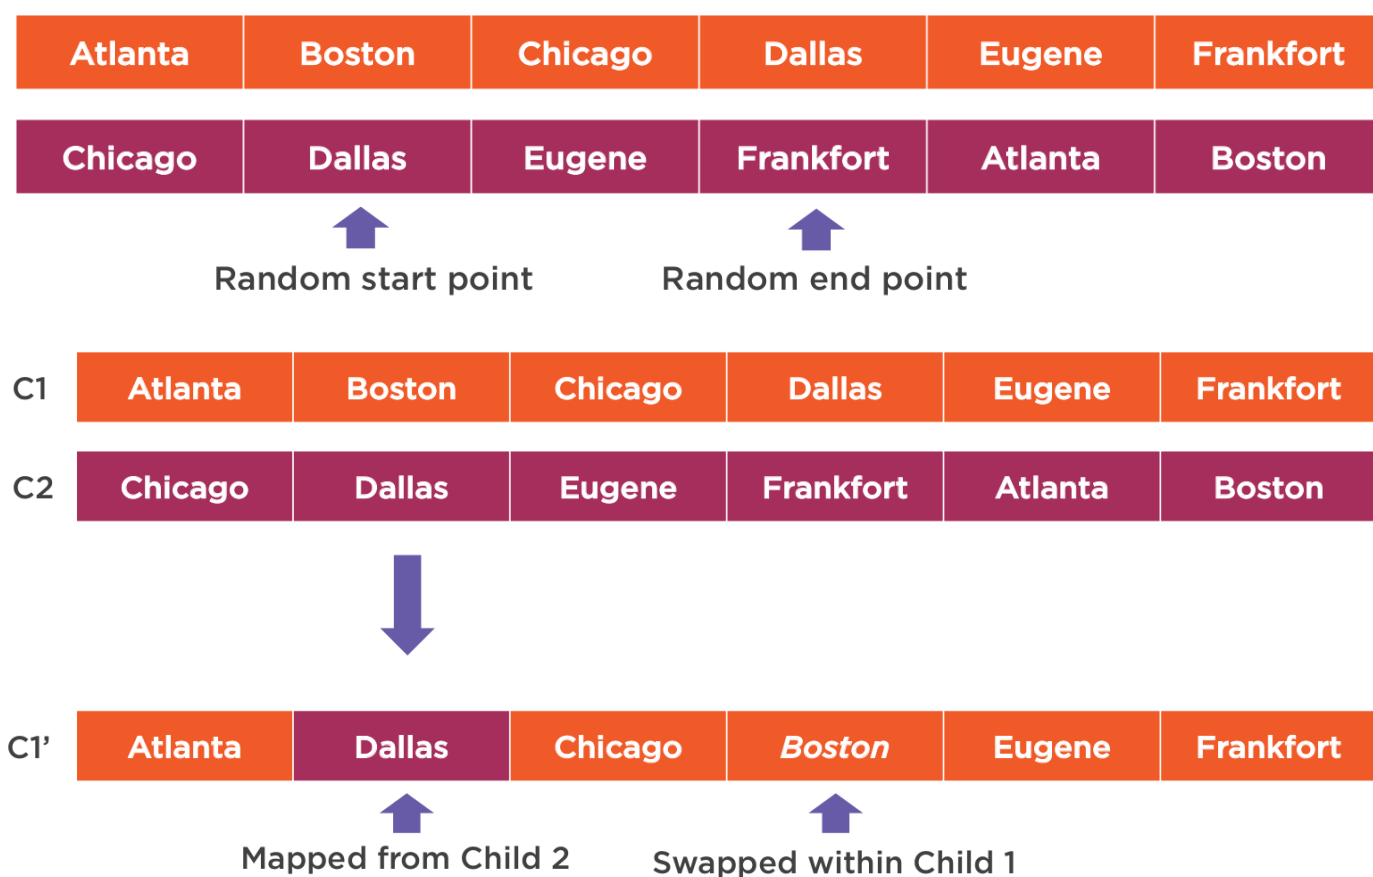 Atlanta Boston Chicago Dallas Eugene Frankfort
Chicago Dallas Eugene Frankfort Atlanta Boston
Random start point Random end point
C1 Atlanta Boston Chicago Dallas Eugene Frankfort
C2 Chicago Dallas Eugene Frankfort Atlanta Boston
C1’ Atlanta Dallas Chicago Boston Eugene Frankfort
Mapped from Child 2 Swapped within Child 1